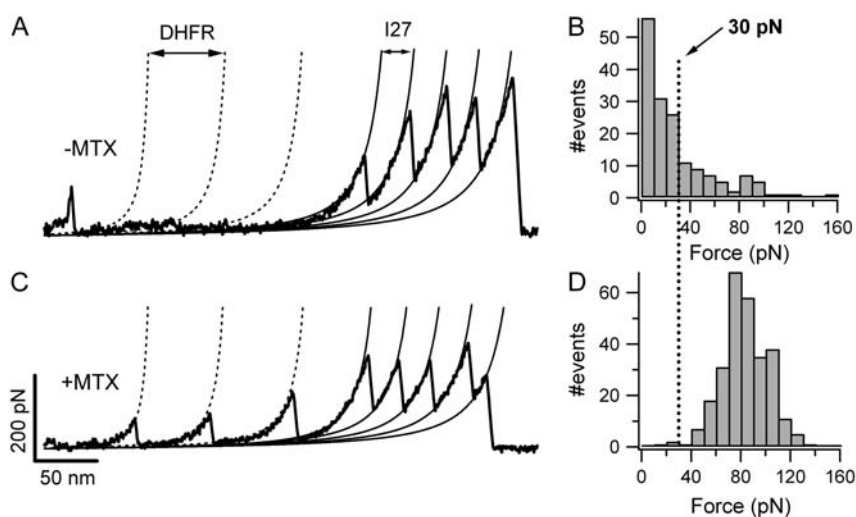 A
DHFR
I27
-MTX
B
50
40
30
20
10
0
#events
30 pN
0 40 80 120 160
Force (pN)
C
+MTX
200 pN
50 nm
D
60
40
20
0
#events
0 40 80 120 160
Force (pN)